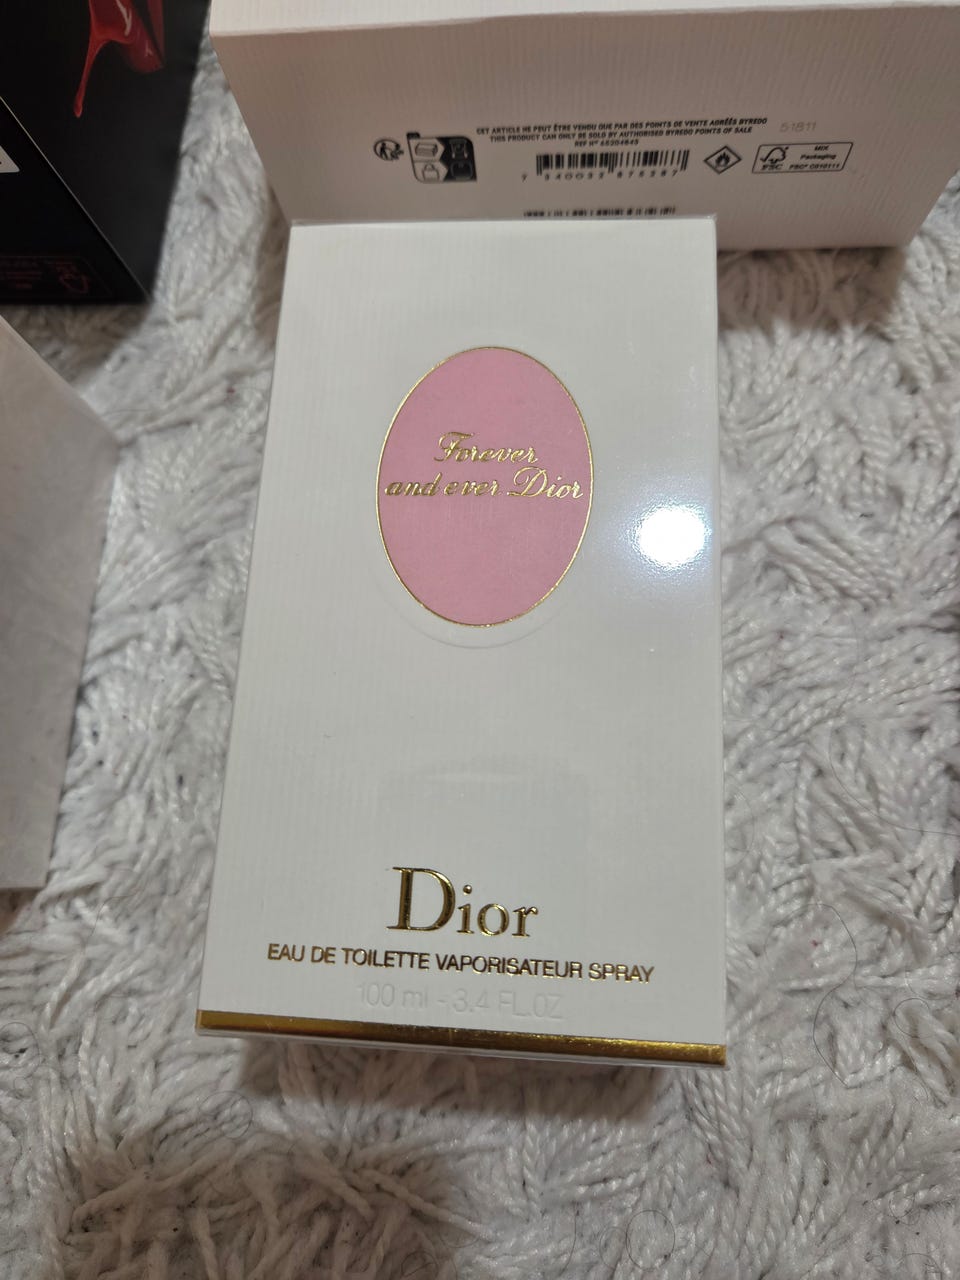 CET ARTICLE NE PEUT ÊTRE VENDU QUE PAR DES POINTS DE VENTE AGRÉÉS BYREDO
THIS PRODUCT CAN ONLY BE SOLD BY AUTHORISED BYREDO POINTS OF SALE
51811
MIX
Packaging
FSC
Forever
and ever Dior
Dior
EAU DE TOILETTE VAPORISATEUR SPRAY
100 ml - 3.4 FL.OZ